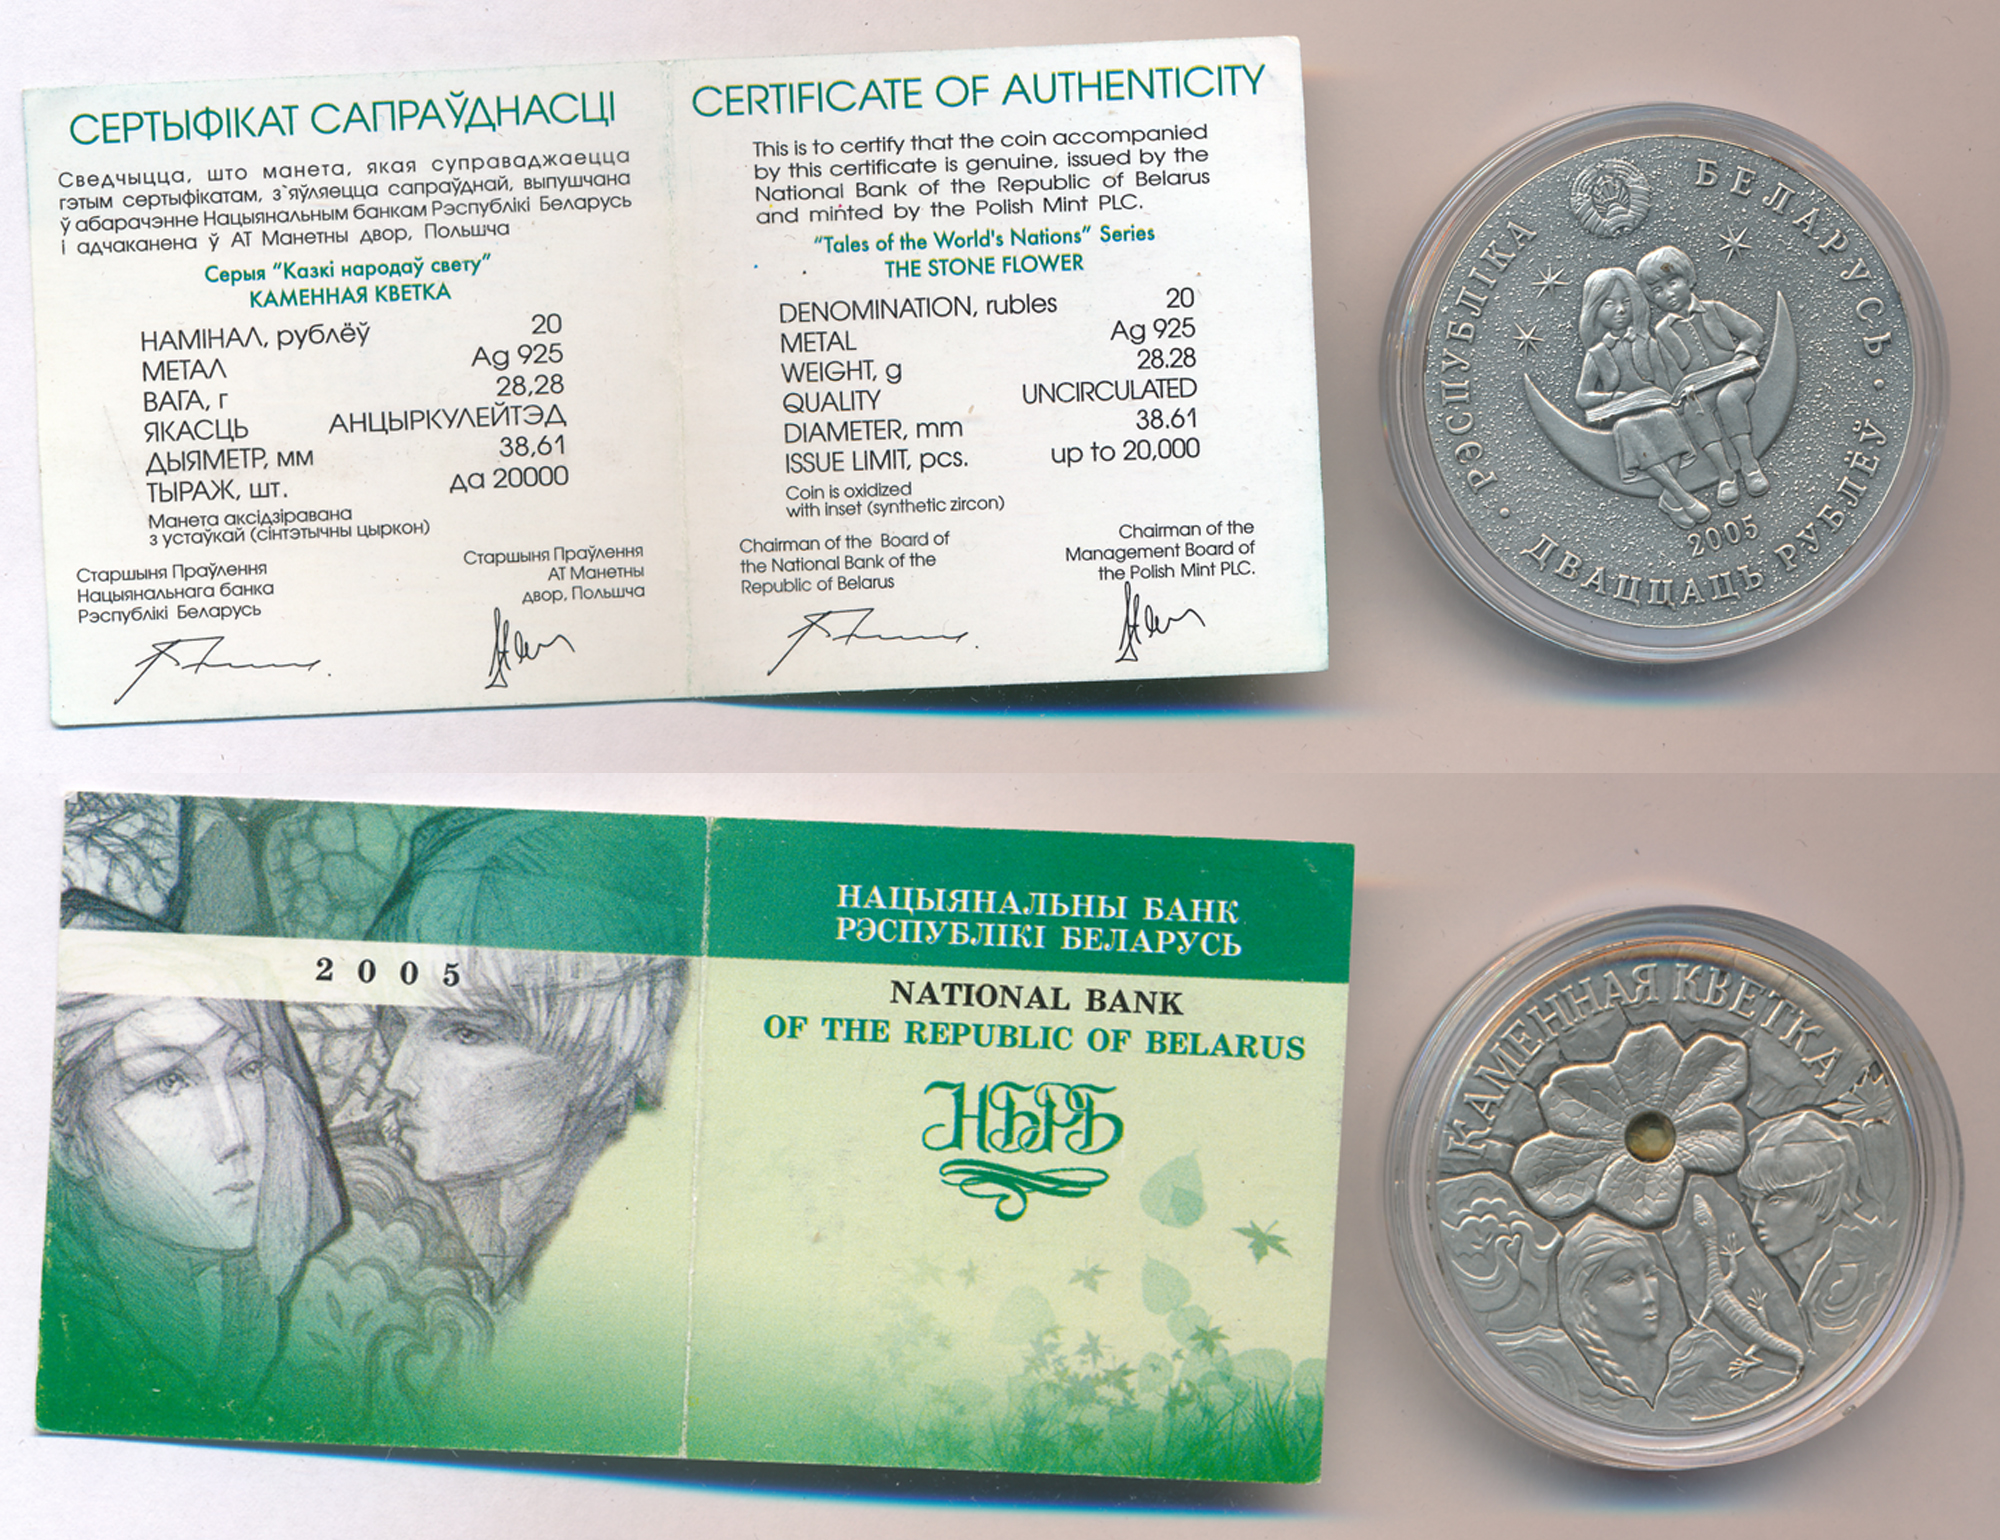 СЕРТЫФІКАТ САПРАЎДНАСЦІ
Сведчыцца, што манета, якая суправаджаецца
гэтым сертыфікатам, з`яўляецца сапраўднай, выпушчана
ў абарачэнне Нацыянальным банкам Рэспублікі Беларусь
і адчаканена ў АТ Манетны двор, Польшча
Серыя "Казкі народаў свету"
КАМЕННАЯ КВЕТКА
НАМІНАЛ, рублёў 20
МЕТАЛ Ag 925
ВАГА, г 28,28
ЯКАСЦЬ АНЦЫРКУЛЕЙТЭД
ДЫЯМЕТР, мм 38,61
ТЫРАЖ, шт. да 20000
Манета аксідзіравана
з устаўкай (сінтэтычны цыркон)
Старшыня Праўлення
Нацыянальнага банка
Рэспублікі Беларусь
Старшыня Праўлення
АТ Манетны
двор, Польшча
CERTIFICATE OF AUTHENTICITY
This is to certify that the coin accompanied
by this certificate is genuine, issued by the
National Bank of the Republic of Belarus
and minted by the Polish Mint PLC.
"Tales of the World's Nations" Series
THE STONE FLOWER
DENOMINATION, rubles 20
METAL Ag 925
WEIGHT, g 28.28
QUALITY UNCIRCULATED
DIAMETER, mm 38.61
ISSUE LIMIT, pcs. up to 20,000
Coin is oxidized
with inset (synthetic zircon)
Chairman of the Board of
the National Bank of the
Republic of Belarus
Chairman of the
Management Board of
the Polish Mint PLC.
РЭСПУБЛІКА БЕЛАРУСЬ
2005
· ДВАЦЦАЦЬ РУБЛЁЎ ·
2005
НАЦЫЯНАЛЬНЫ БАНК
РЭСПУБЛІКІ БЕЛАРУСЬ
NATIONAL BANK
OF THE REPUBLIC OF BELARUS
НБРБ
КАМЕННАЯ КВЕТКА